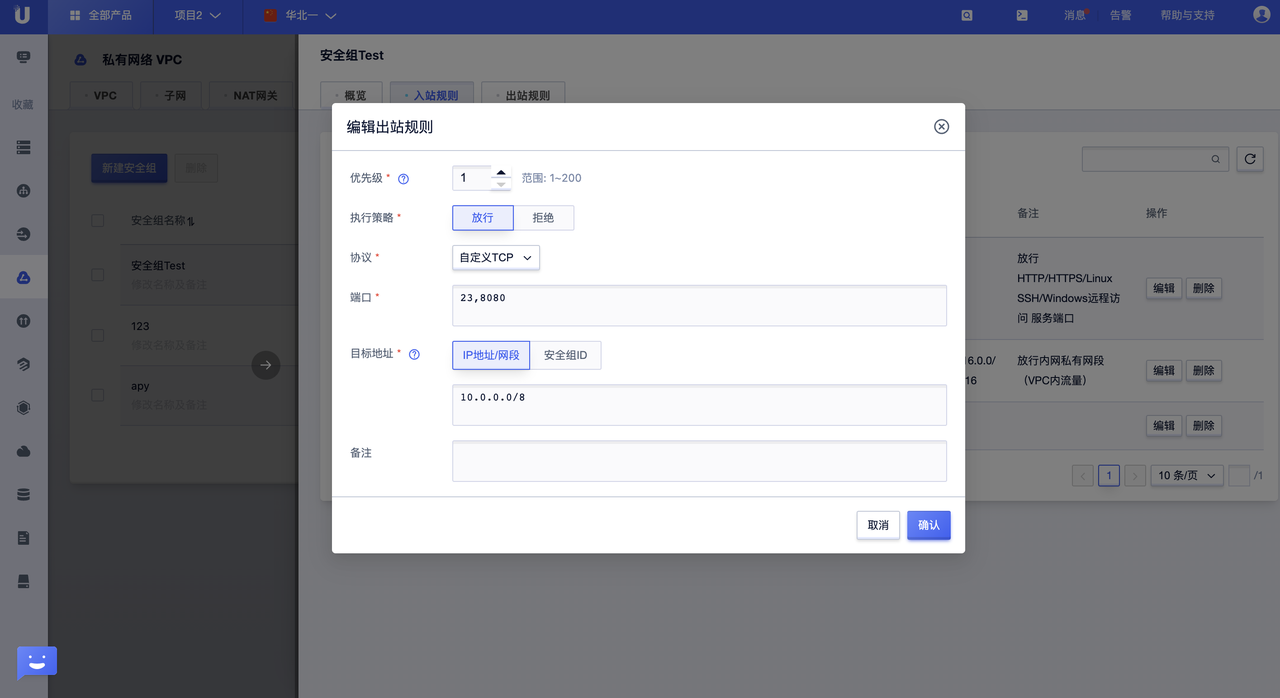 全部产品
项目2
华北一
消息
告警
帮助与支持
收藏
私有网络 VPC
VPC
子网
NAT网关
新建安全组
删除
安全组名称
安全组Test
修改名称及备注
123
修改名称及备注
apy
修改名称及备注
安全组Test
概览
入站规则
出站规则
备注
操作
放行
HTTP/HTTPS/Linux
SSH/Windows远程访
问 服务端口
编辑
删除
6.0.0/
16
放行内网私有网段
（VPC内流量）
编辑
删除
编辑
删除
1
10 条/页
/1
编辑出站规则
优先级 *
1
范围: 1~200
执行策略 *
放行
拒绝
协议 *
自定义TCP
端口 *
23,8080
目标地址 *
IP地址/网段
安全组ID
10.0.0.0/8
备注
取消
确认